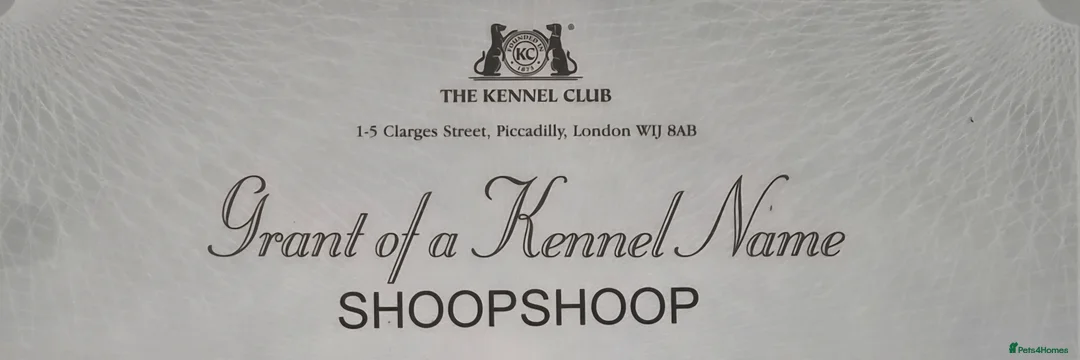 FOUNDED IN
KC
1873
®
THE KENNEL CLUB
1-5 Clarges Street, Piccadilly, London W1J 8AB
Grant of a Kennel Name
SHOOPSHOOP
Pets4Homes